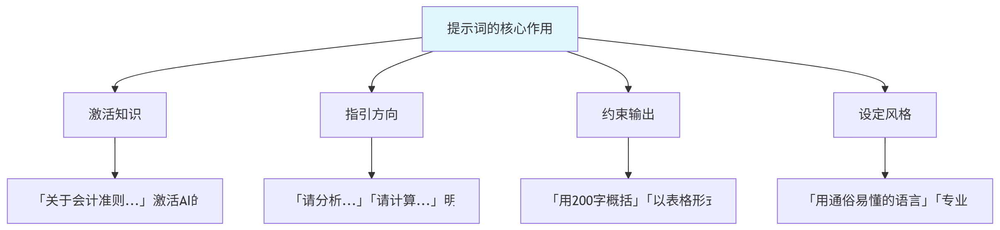 提示词的核心作用
激活知识
指引方向
约束输出
设定风格
「关于会计准则...」激活AI的
「请分析...」「请计算...」明
「用200字概括」「以表格形式
「用通俗易懂的语言」「专业